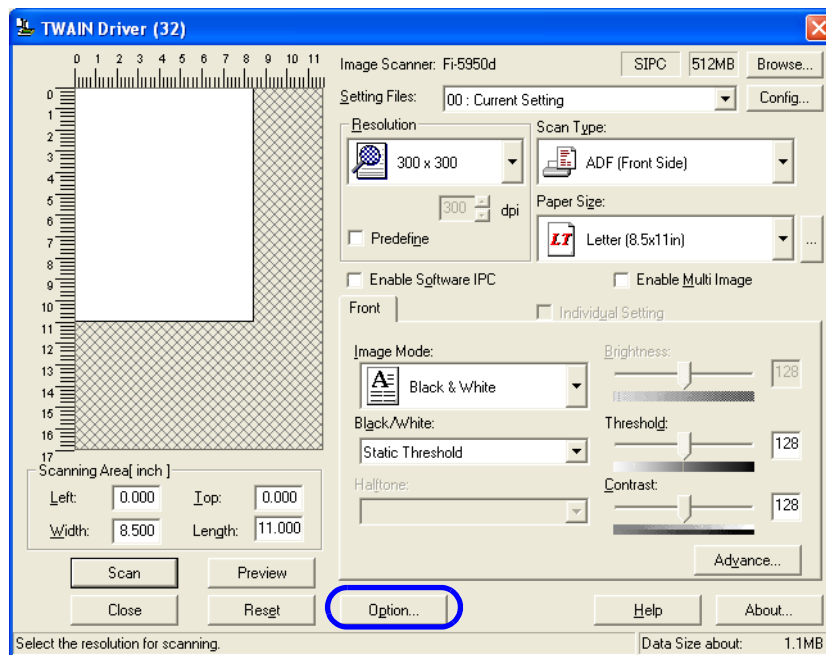 TWAIN Driver (32)
0 1 2 3 4 5 6 7 8 9 10 11
0
1
2
3
4
5
6
7
8
9
10
11
12
13
14
15
16
17
Image Scanner: Fi-5950d SIPC 512MB Browse...
Setting Files: 00 : Current Setting Config...
Resolution Scan Type:
300 x 300 ADF (Front Side)
300 dpi Paper Size:
Predefine LT Letter (8.5x11in) ...
Enable Software IPC Enable Multi Image
Front Individual Setting
Image Mode: Brightness:
Black & White 128
Black/White: Threshold:
Static Threshold 128
Halftone: Contrast:
128
Advance...
Scanning Area[ inch ]
Left: 0.000 Top: 0.000
Width: 8.500 Length: 11.000
Scan Preview
Close Reset Option... Help About...
Select the resolution for scanning. Data Size about: 1.1MB